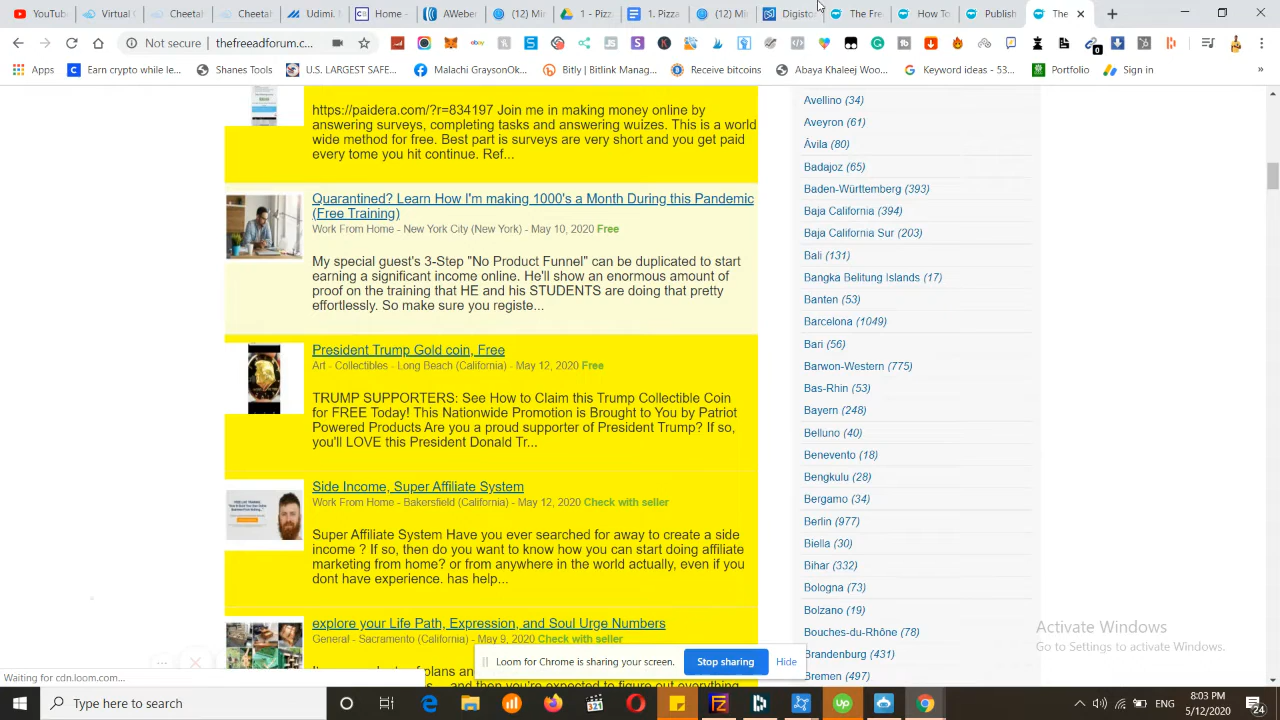 (1) YouTube
Dashboard
Digistor
Publish
The Fre
How To
Pad
Not secure
thefreeadforum....
Apps
Earn crypto while le...
Shanes Tools
U.S. LARGEST SAFE...
Malachi GraysonOk...
Bitly | Bitlink Manag...
Receive bitcoins
Abaya Khaleej Woo...
Keyword ideas - 53...
Portfolio
Sign in
»
https://paidera.com/?r=834197 Join me in making money online by
answering surveys, completing tasks and answering wuizes. This is a world
wide method for free. Best part is surveys are very short and you get paid
every tome you hit continue. Ref...
Quarantined? Learn How I'm making 1000's a Month During this Pandemic
(Free Training)
Work From Home - New York City (New York) - May 10, 2020 Free
My special guest's 3-Step "No Product Funnel" can be duplicated to start
earning a significant income online. He'll show an enormous amount of
proof on the training that HE and his STUDENTS are doing that pretty
effortlessly. So make sure you registe...
President Trump Gold coin, Free
Art - Collectibles - Long Beach (California) - May 12, 2020 Free
TRUMP SUPPORTERS: See How to Claim this Trump Collectible Coin
for FREE Today! This Nationwide Promotion is Brought to You by Patriot
Powered Products Are you a proud supporter of President Trump? If so,
you'll LOVE this President Donald Tr...
Side Income, Super Affiliate System
Work From Home - Bakersfield (California) - May 12, 2020 Check with seller
Super Affiliate System Have you ever searched for away to create a side
income ? If so, then do you want to know how you can start doing affiliate
marketing from home? or from anywhere in the world actually, even if you
dont have experience. has help...
explore your Life Path, Expression, and Soul Urge Numbers
General - Sacramento (California) - May 9, 2020 Check with seller
Avellino (34)
Aveyron (61)
Ávila (80)
Badajoz (65)
Baden-Württemberg (393)
Baja California (394)
Baja California Sur (203)
Bali (131)
Bangka Belitung Islands (17)
Banten (53)
Barcelona (1049)
Bari (56)
Barwon-Western (775)
Bas-Rhin (53)
Bayern (248)
Belluno (40)
Benevento (18)
Bengkulu (28)
Bergamo (34)
Berlin (977)
Biella (30)
Bihar (332)
Bologna (73)
Bolzano (19)
Bouches-du-Rhône (78)
Brandenburg (431)
Bremen (497)
Activate Windows
Go to Settings to activate Windows.
Loom for Chrome is sharing your screen.
Stop sharing
Hide
Waiting for cdn.loom.com...
Type here to search
8:03 PM
5/12/2020